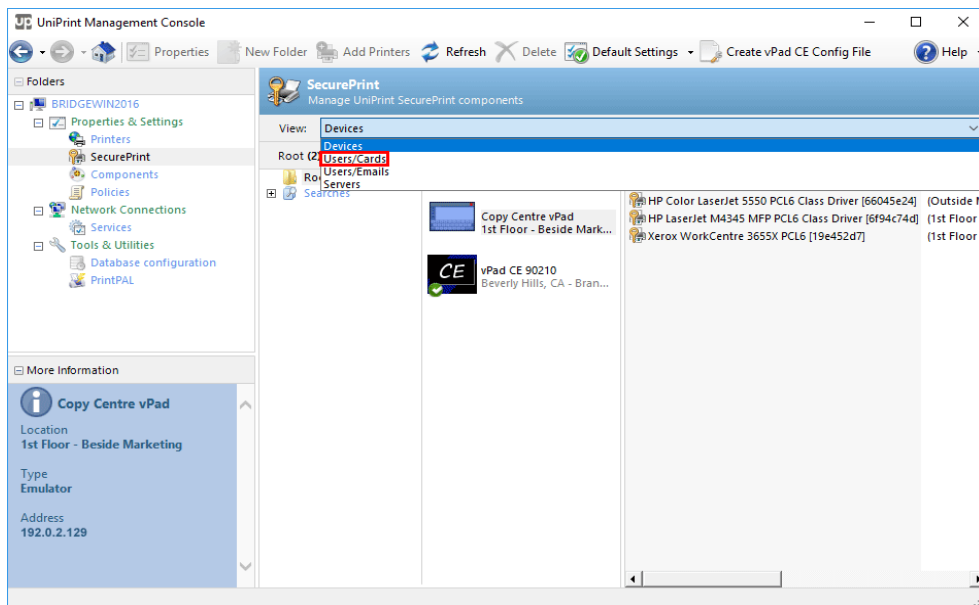 UniPrint Management Console
Properties New Folder Add Printers Refresh Delete Default Settings Create vPad CE Config File Help
Folders
BRIDGEWIN2016
Properties & Settings
Printers
SecurePrint
Components
Policies
Network Connections
Services
Tools & Utilities
Database configuration
PrintPAL
More Information
Copy Centre vPad
Location
1st Floor - Beside Marketing
Type
Emulator
Address
192.0.2.129
SecurePrint
Manage UniPrint SecurePrint components
View: Devices
Devices
Users/Cards
Users/Emails
Servers
Root (2)
Searches
Copy Centre vPad
1st Floor - Beside Mark...
CE
vPad CE 90210
Beverly Hills, CA - Bran...
HP Color LaserJet 5550 PCL6 Class Driver [66045e24] (Outside
HP LaserJet M4345 MFP PCL6 Class Driver [6f94c74d] (1st Floor
Xerox WorkCentre 3655X PCL6 [19e452d7] (1st Floor